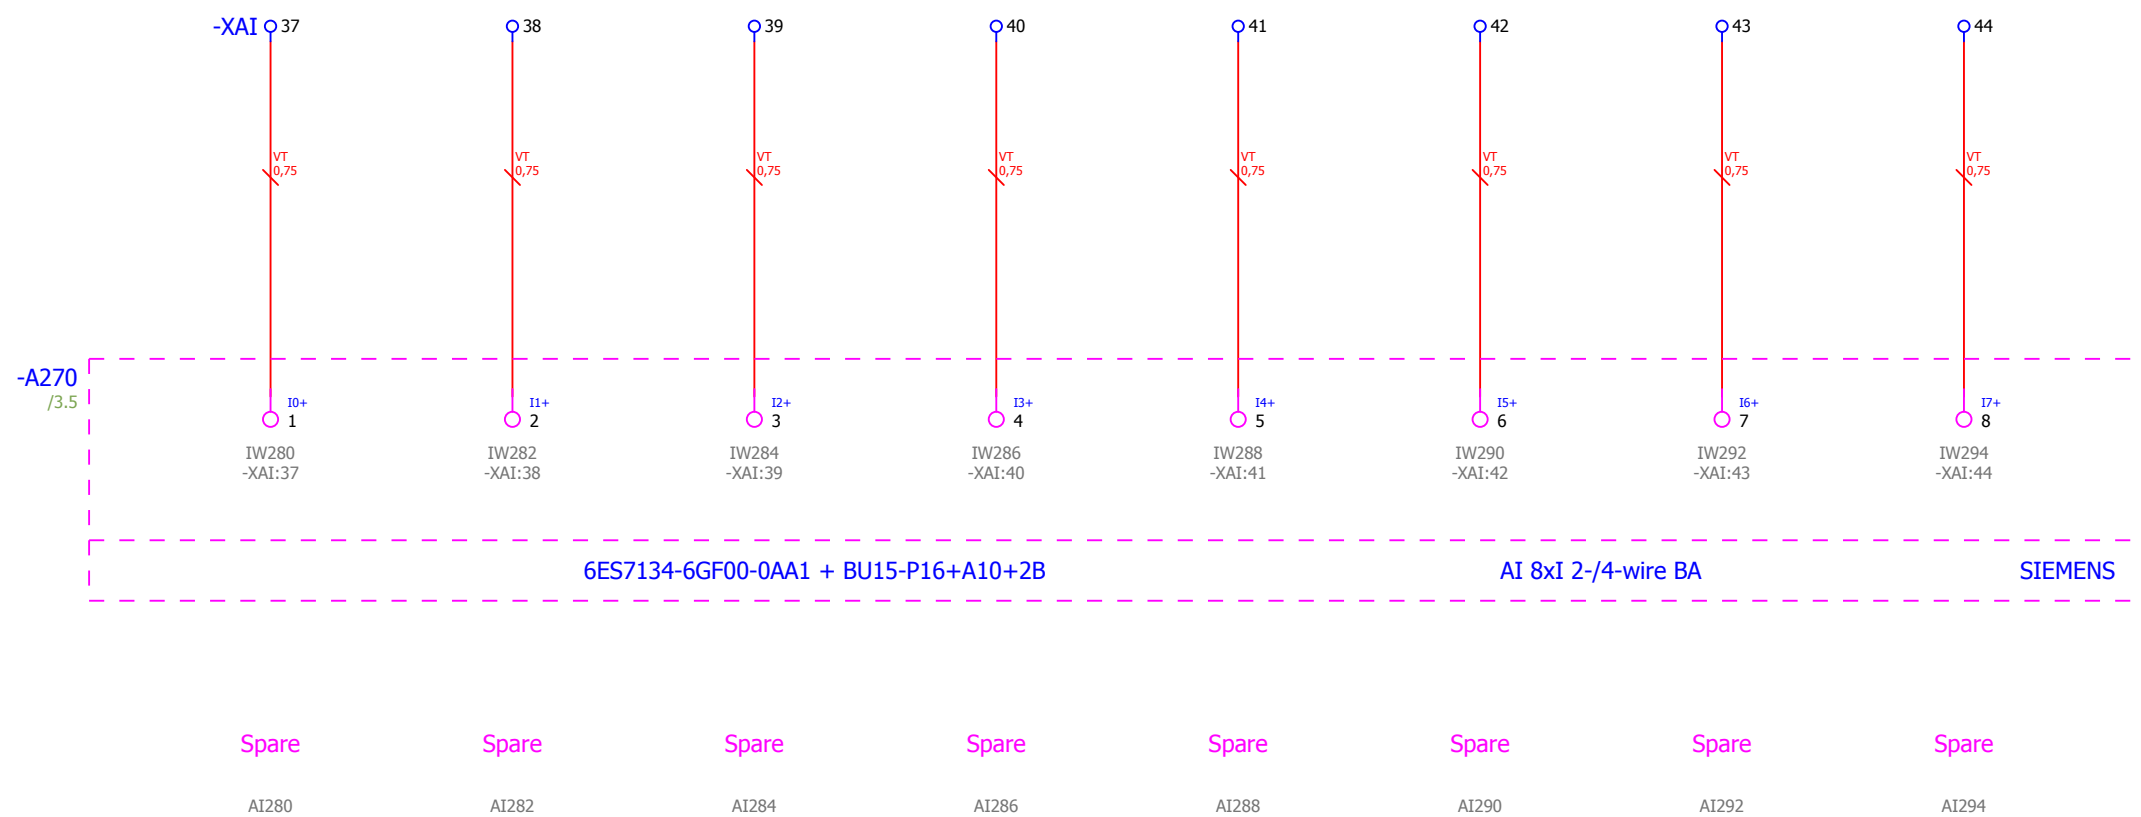 -XAI 37 38 39 40 41 42 43 44
VT VT VT VT VT VT VT VT
0,75 0,75 0,75 0,75 0,75 0,75 0,75 0,75
-A270
/3.5
I0+ I1+ I2+ I3+ I4+ I5+ I6+ I7+
1 2 3 4 5 6 7 8
IW280 IW282 IW284 IW286 IW288 IW290 IW292 IW294
-XAI:37 -XAI:38 -XAI:39 -XAI:40 -XAI:41 -XAI:42 -XAI:43 -XAI:44
6ES7134-6GF00-0AA1 + BU15-P16+A10+2B AI 8xI 2-/4-wire BA SIEMENS
Spare Spare Spare Spare Spare Spare Spare Spare
AI280 AI282 AI284 AI286 AI288 AI290 AI292 AI294